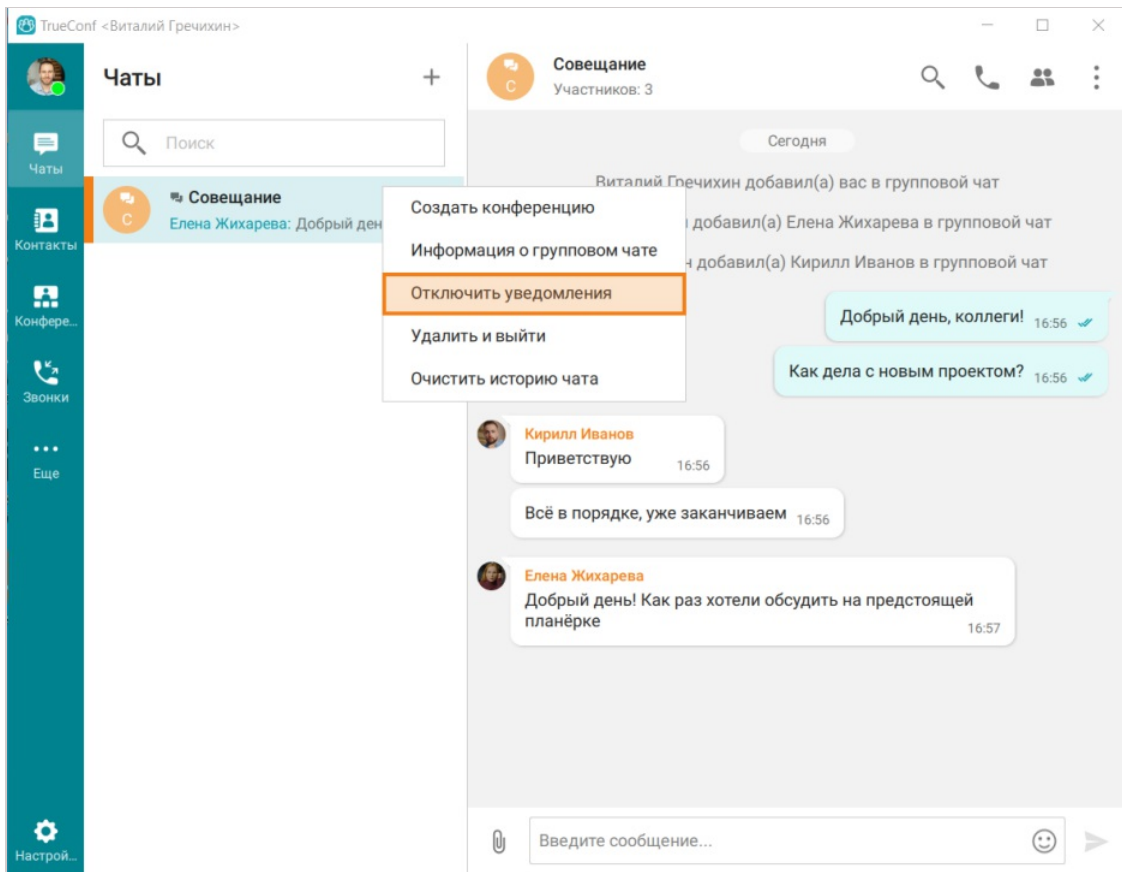 TrueConf <Виталий Гречихин>
Чаты
Совещание
Участников: 3
Чаты
Контакты
Конфере...
Звонки
Еще
Настрой...
Поиск
С
Совещание
Елена Жихарева: Добрый ден
Создать конференцию
Информация о групповом чате
Отключить уведомления
Удалить и выйти
Очистить историю чата
С
Сегодня
Виталий Гречихин добавил(а) вас в групповой чат
н добавил(а) Елена Жихарева в групповой чат
н добавил(а) Кирилл Иванов в групповой чат
Добрый день, коллеги! 16:56
Как дела с новым проектом? 16:56
Кирилл Иванов
Приветствую 16:56
Всё в порядке, уже заканчиваем 16:56
Елена Жихарева
Добрый день! Как раз хотели обсудить на предстоящей
планёрке 16:57
Введите сообщение...